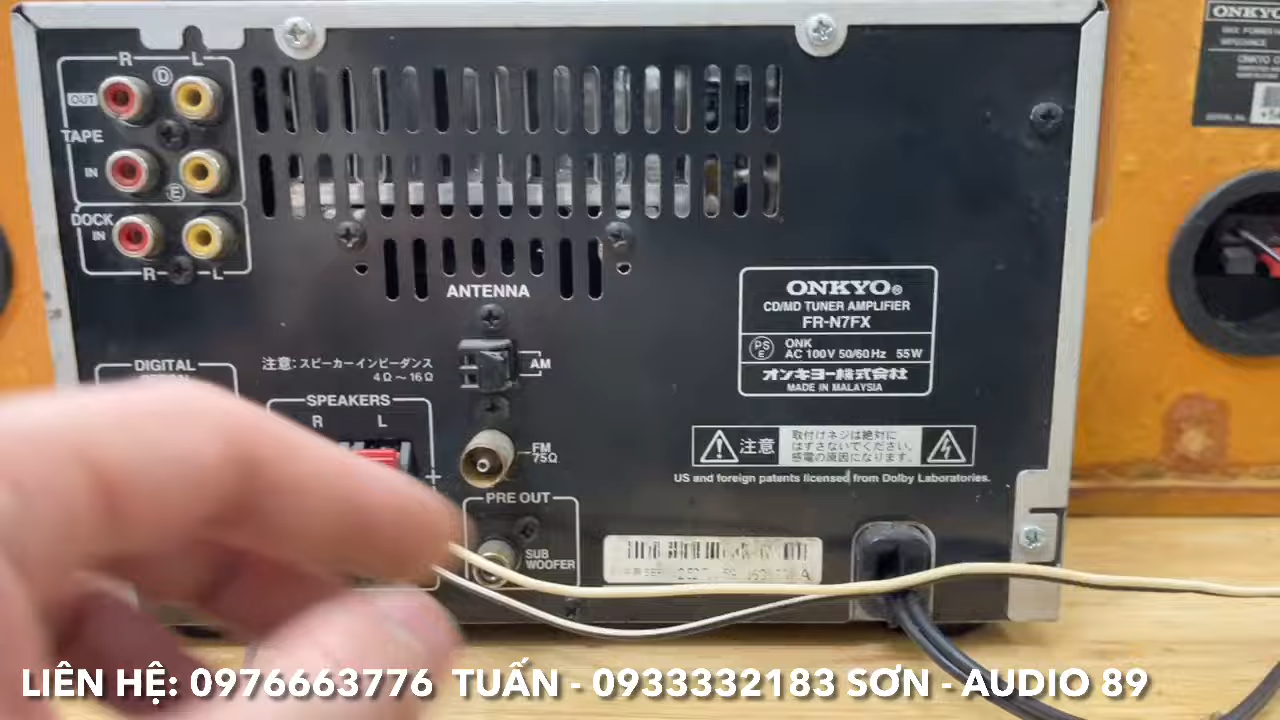 R L
D
OUT
TAPE
IN
E
DOCK
IN
R L
ANTENNA
AM
FM
75Ω
DIGITAL
注意: スピーカーインピーダンス
4Ω～16Ω
SPEAKERS
R L
+
PRE OUT
SUB
WOOFER
ONKYO®
CD/MD TUNER AMPLIFIER
FR-N7FX
PS
E
ONK
AC 100V 50/60Hz 55W
オンキヨー株式会社
MADE IN MALAYSIA
注意
取付けネジは絶対に
はずさないでください。
感電の原因になります。
US and foreign patents licensed from Dolby Laboratories.
ONKYO
LIÊN HỆ: 0976663776 TUẤN - 0933332183 SƠN - AUDIO 89